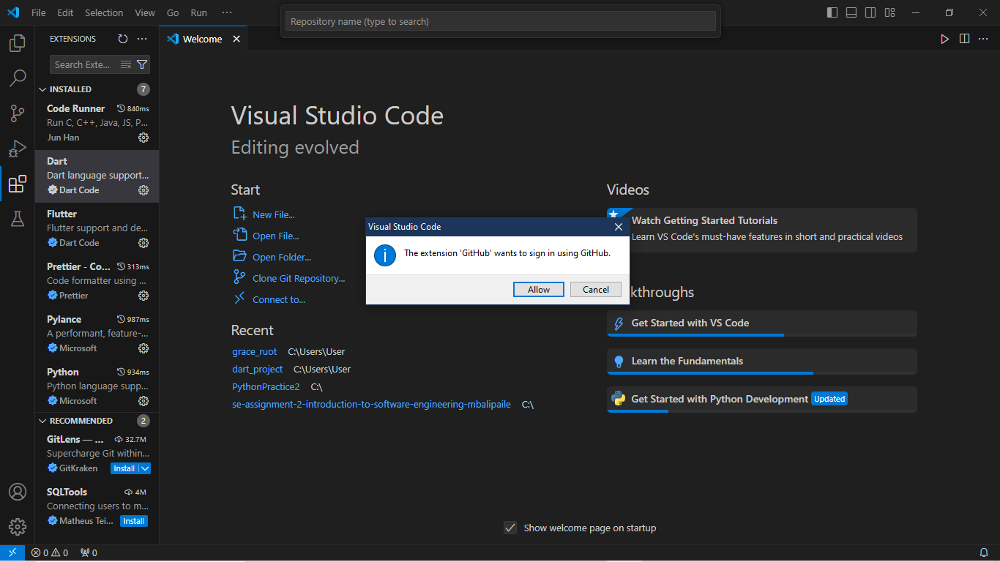 File Edit Selection View Go Run ···
Repository name (type to search)
EXTENSIONS
Search Exte...
INSTALLED 7
Code Runner 840ms
Run C, C++, Java, JS, P...
Jun Han
Dart
Dart language support...
Dart Code
Flutter
Flutter support and de...
Dart Code
Prettier - Co... 313ms
Code formatter using ...
Prettier
Pylance 987ms
A performant, feature-...
Microsoft
Python 934ms
Python language supp...
Microsoft
RECOMMENDED 2
GitLens — ... 32.7M
Supercharge Git within...
GitKraken Install
SQLTools 4M
Connecting users to m...
Matheus Tei... Install
Welcome
Visual Studio Code
Editing evolved
Start
New File...
Open File...
Open Folder...
Clone Git Repository...
Connect to...
Recent
grace_ruot C:\Users\User
dart_project C:\Users\User
PythonPractice2 C:\
se-assignment-2-introduction-to-software-engineering-mbalipaile C:\
Videos
Watch Getting Started Tutorials
Learn VS Code's must-have features in short and practical videos
kthroughs
Get Started with VS Code
Learn the Fundamentals
Get Started with Python Development Updated
Visual Studio Code
The extension 'GitHub' wants to sign in using GitHub.
Allow Cancel
Show welcome page on startup
0 0 0